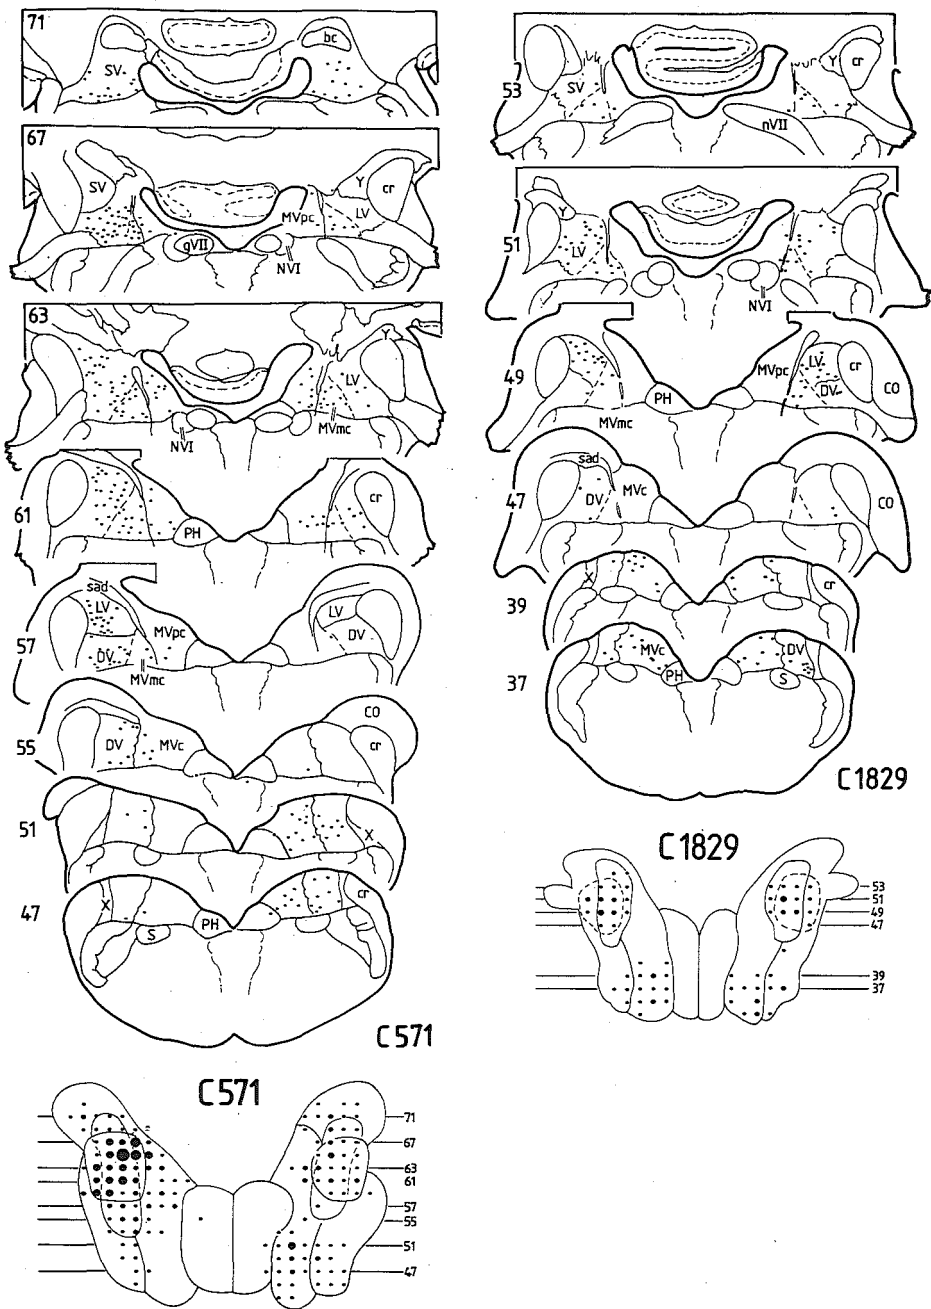 71
bc
SV
67
SV
Y
cr
MVpc
LV
gVII
NVI
63
Y
LV
NVI
MVmc
61
cr
PH
57
sad
LV
MVpc
LV
DV
DV
MVmc
55
CO
DV
MVc
cr
51
X
47
X
cr
PH
S
C571
53
SV
Y
cr
nVII
51
Y
LV
NVI
49
MVpc
LV
cr
DV
CO
PH
MVmc
47
sad
DV
MVc
CO
39
X
cr
37
MVc
DV
PH
S
C1829
C1829
53
51
49
47
39
37
C571
71
67
63
61
57
55
51
47